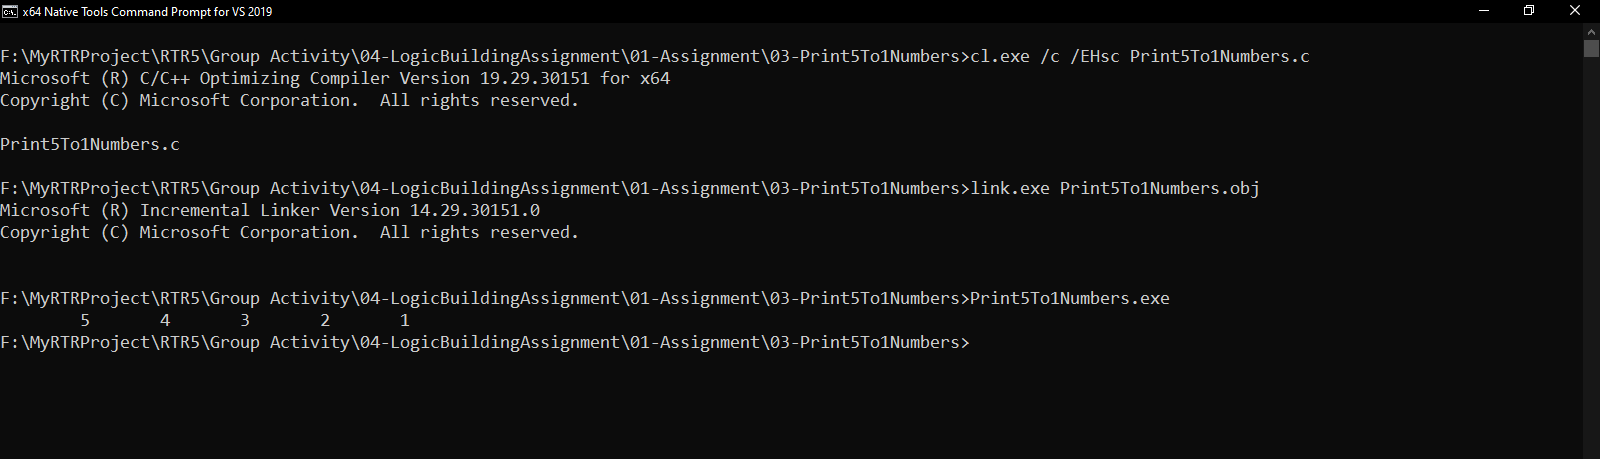 x64 Native Tools Command Prompt for VS 2019
F:\MyRTRProject\RTR5\Group Activity\04-LogicBuildingAssignment\01-Assignment\03-Print5To1Numbers>cl.exe /c /EHsc Print5To1Numbers.c
Microsoft (R) C/C++ Optimizing Compiler Version 19.29.30151 for x64
Copyright (C) Microsoft Corporation.  All rights reserved.
Print5To1Numbers.c
F:\MyRTRProject\RTR5\Group Activity\04-LogicBuildingAssignment\01-Assignment\03-Print5To1Numbers>link.exe Print5To1Numbers.obj
Microsoft (R) Incremental Linker Version 14.29.30151.0
Copyright (C) Microsoft Corporation.  All rights reserved.
F:\MyRTRProject\RTR5\Group Activity\04-LogicBuildingAssignment\01-Assignment\03-Print5To1Numbers>Print5To1Numbers.exe
        5       4       3       2       1
F:\MyRTRProject\RTR5\Group Activity\04-LogicBuildingAssignment\01-Assignment\03-Print5To1Numbers>